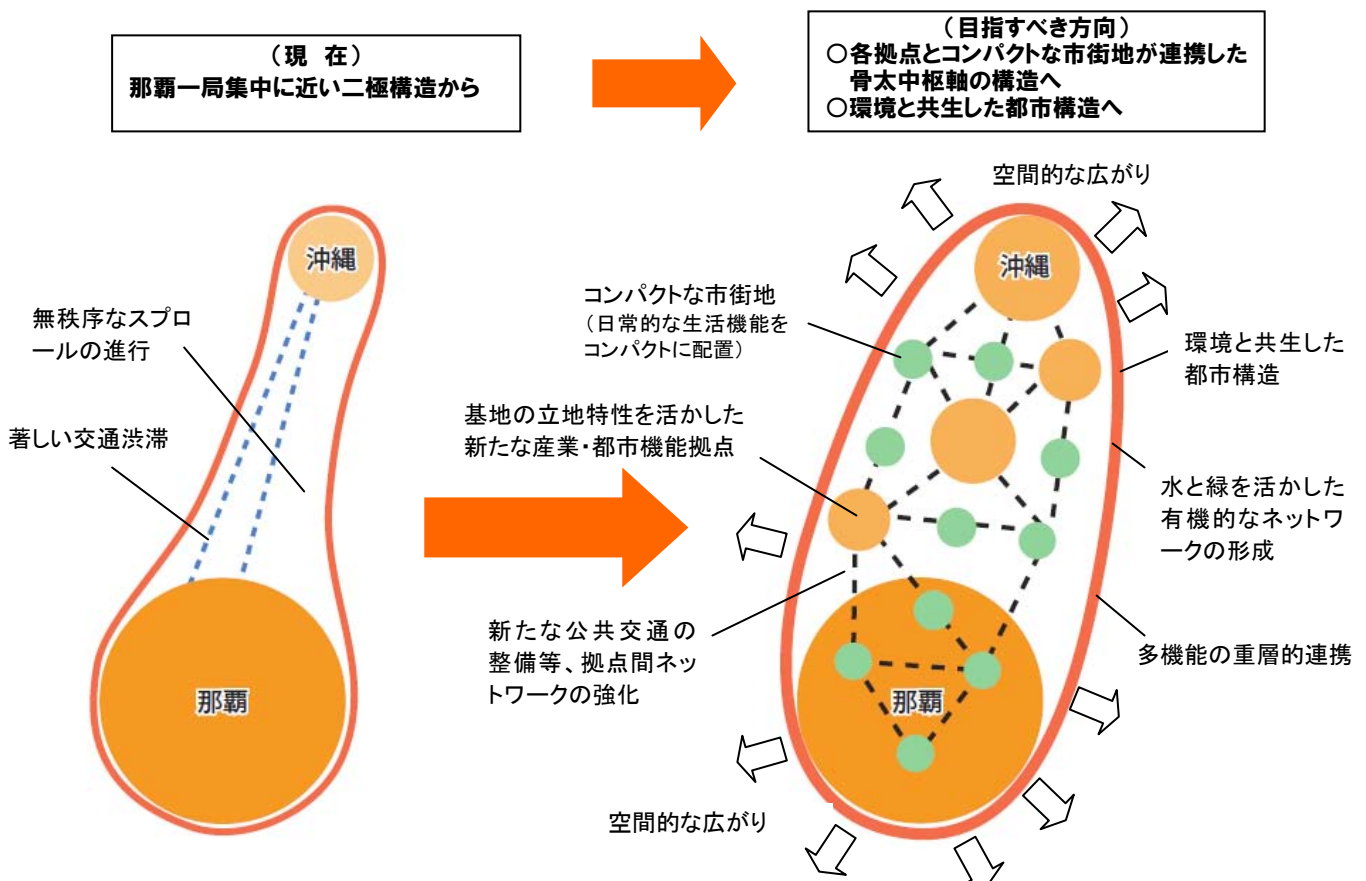 （現 在）
那覇一局集中に近い二極構造から
（目指すべき方向）
○各拠点とコンパクトな市街地が連携した
骨太中枢軸の構造へ
○環境と共生した都市構造へ
沖縄
無秩序なスプロ
ールの進行
著しい交通渋滞
那覇
空間的な広がり
沖縄
コンパクトな市街地
（日常的な生活機能を
コンパクトに配置）
環境と共生した
都市構造
基地の立地特性を活かした
新たな産業・都市機能拠点
水と緑を活かした
有機的なネットワ
ークの形成
新たな公共交通の
整備等、拠点間ネッ
トワークの強化
多機能の重層的連携
那覇
空間的な広がり